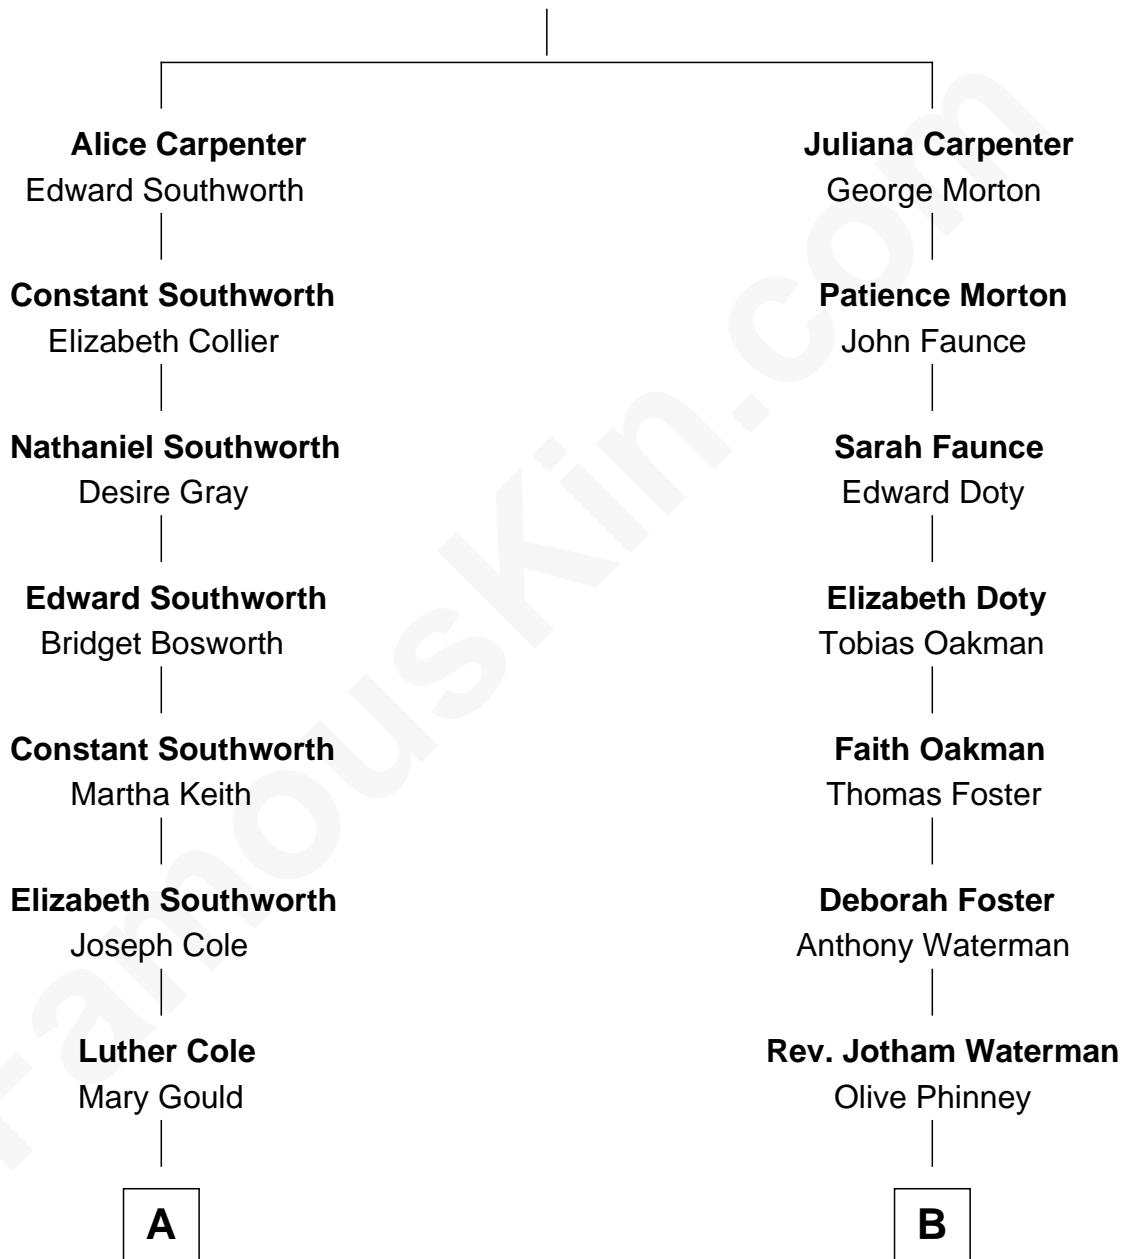 Alice Carpenter
Edward Southworth
Juliana Carpenter
George Morton
Constant Southworth
Elizabeth Collier
Patience Morton
John Faunce
Nathaniel Southworth
Desire Gray
Sarah Faunce
Edward Doty
Edward Southworth
Bridget Bosworth
Elizabeth Doty
Tobias Oakman
Constant Southworth
Martha Keith
Faith Oakman
Thomas Foster
Elizabeth Southworth
Joseph Cole
Deborah Foster
Anthony Waterman
Luther Cole
Mary Gould
Rev. Jotham Waterman
Olive Phinney
A
B
FamousKin.com